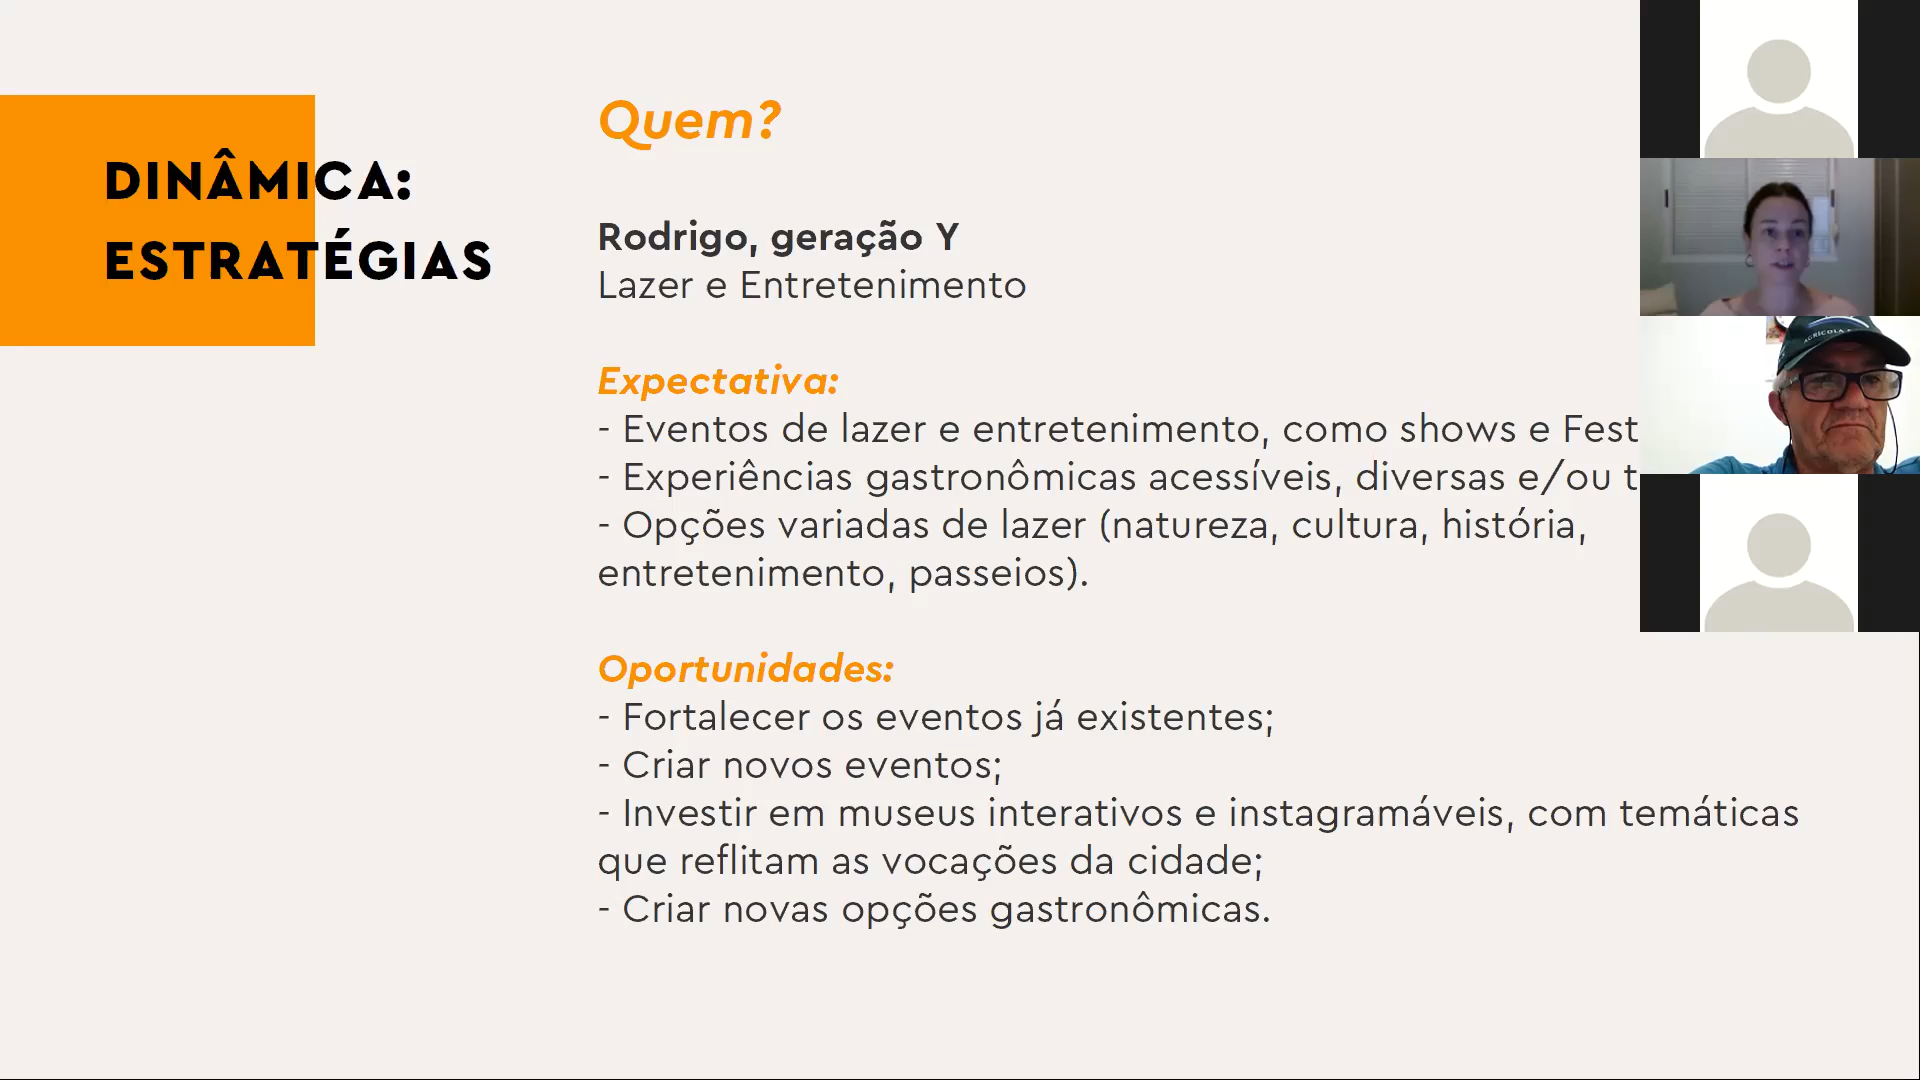 DINÂMICA:
ESTRATÉGIAS
Quem?
Rodrigo, geração Y
Lazer e Entretenimento
Expectativa:
- Eventos de lazer e entretenimento, como shows e Fest
- Experiências gastronômicas acessíveis, diversas e/ou t
- Opções variadas de lazer (natureza, cultura, história,
entretenimento, passeios).
Oportunidades:
- Fortalecer os eventos já existentes;
- Criar novos eventos;
- Investir em museus interativos e instagramáveis, com temáticas
que reflitam as vocações da cidade;
- Criar novas opções gastronômicas.
AGRÍCOLA